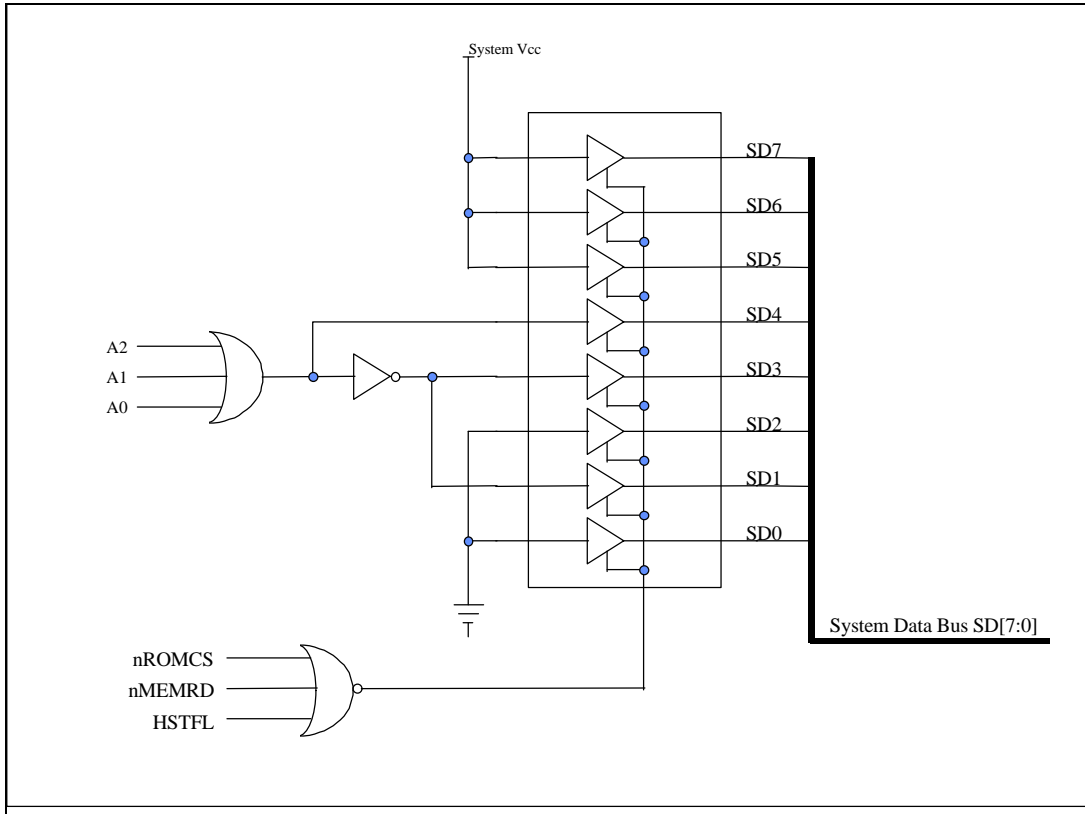 System Vcc
SD7
SD6
SD5
SD4
A2
A1
SD3
A0
SD2
SD1
SD0
System Data Bus SD[7:0]
nROMCS
nMEMRD
HSTFL